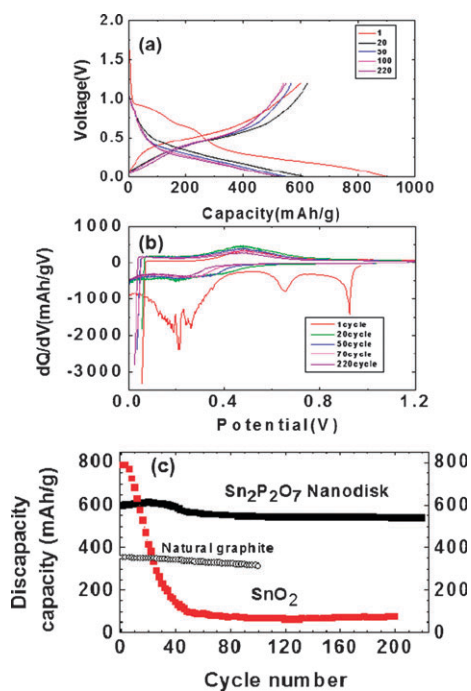 (a)
1
20
50
100
220
2.0
1.5
1.0
0.5
0.0
Voltage(V)
0 200 400 600 800 1000
Capacity(mAh/g)
(b)
1000
0
-1000
-2000
-3000
dQ/dV(mAh/gV)
1cycle
20cycle
50cycle
70cycle
220cycle
0.0 0.4 0.8 1.2
Potential(V)
(c)
800
600
400
200
0
Discapacity
capacity (mAh/g)
Sn2P2O7 Nanodisk
Natural graphite
SnO2
800
600
400
200
0
0 40 80 120 160 200
Cycle number